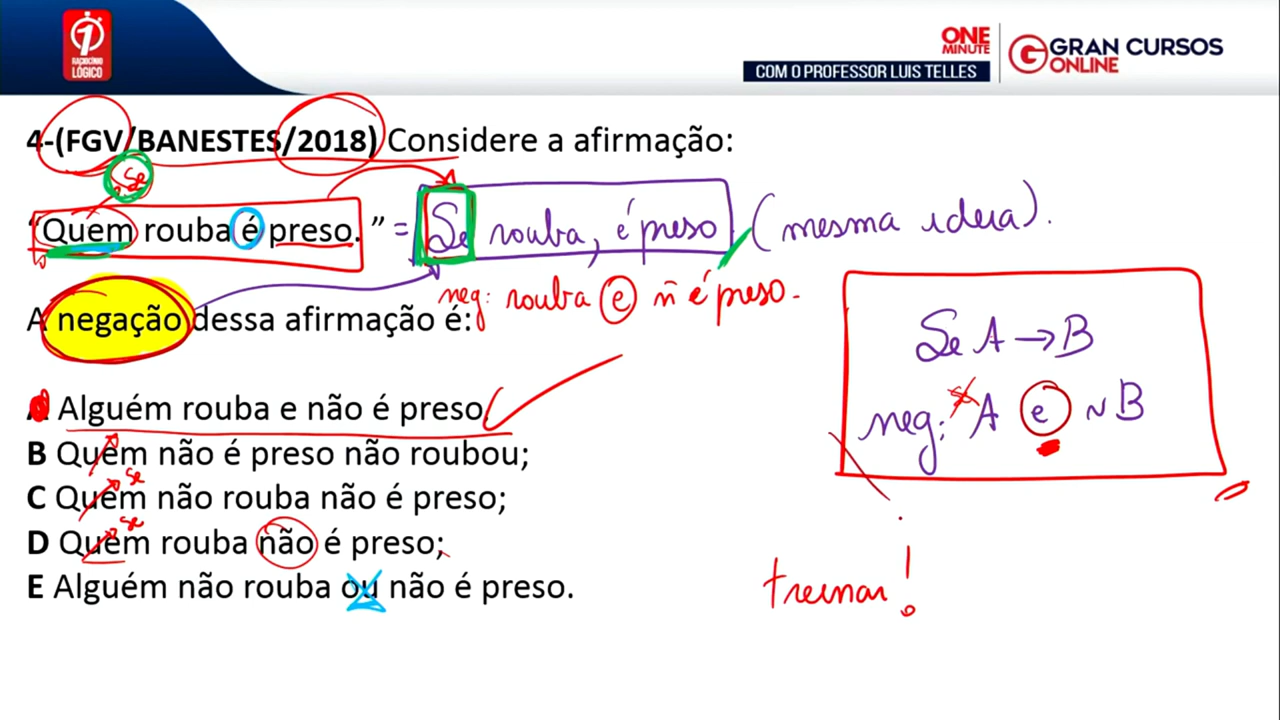 RACIOCÍNIO
LÓGICO
ONE
MINUTE
COM O PROFESSOR LUIS TELLES
GRAN CURSOS
ONLINE
4-(FGV/BANESTES/2018) Considere a afirmação:
se
“Quem rouba é preso. ” = Se rouba, é preso (mesma ideia).
neg: rouba e ñ é preso.
A negação dessa afirmação é:
Se A → B
neg: A e ~B
A Alguém rouba e não é preso.
B Quem não é preso não roubou;
se
C Quem não rouba não é preso;
se
D Quem rouba não é preso;
E Alguém não rouba ou não é preso.
treinar!